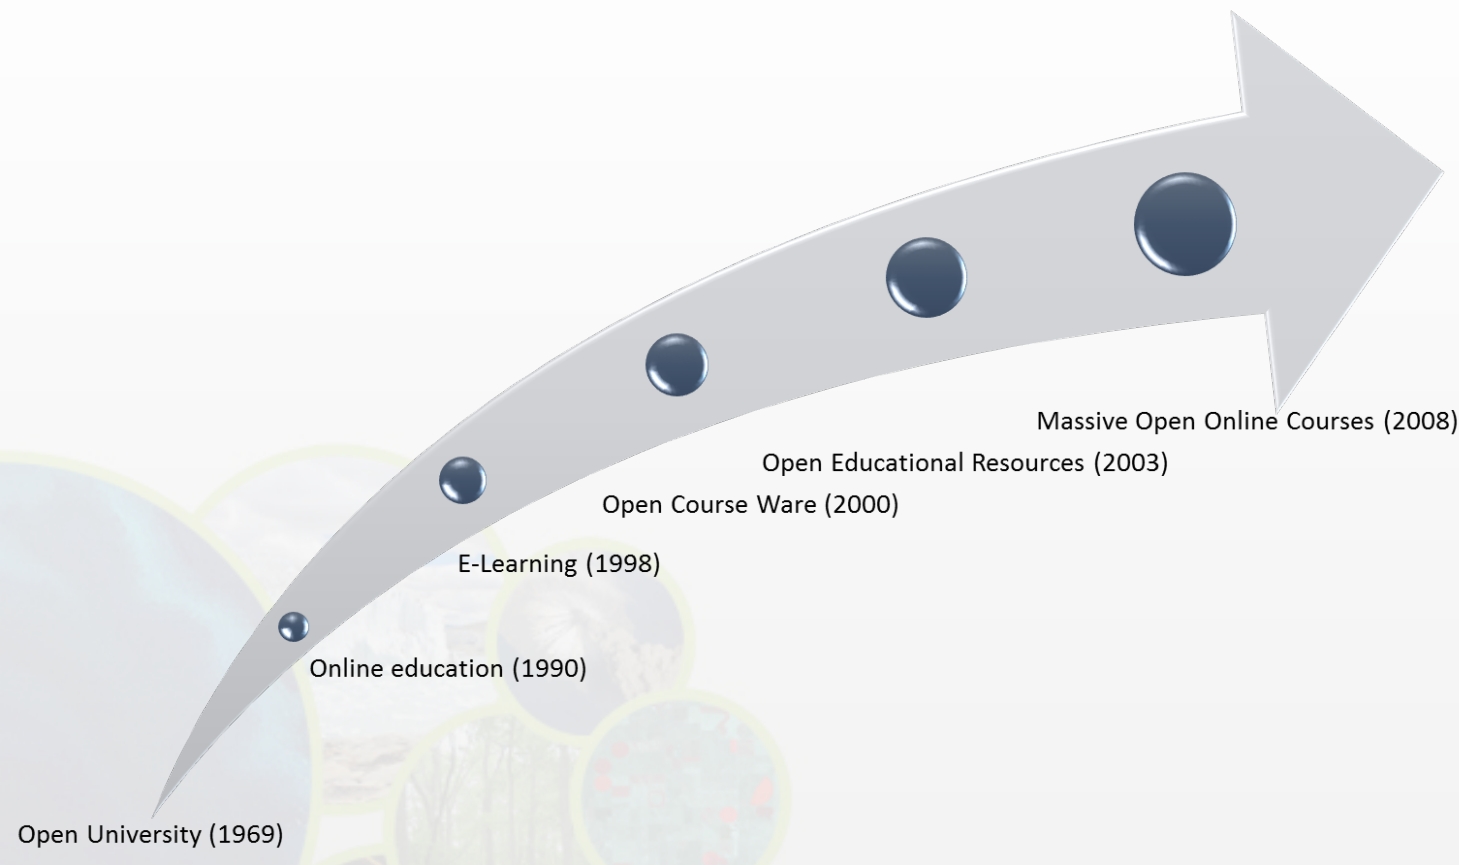 Massive Open Online Courses (2008)
Open Educational Resources (2003)
Open Course Ware (2000)
E-Learning (1998)
Online education (1990)
Open University (1969)